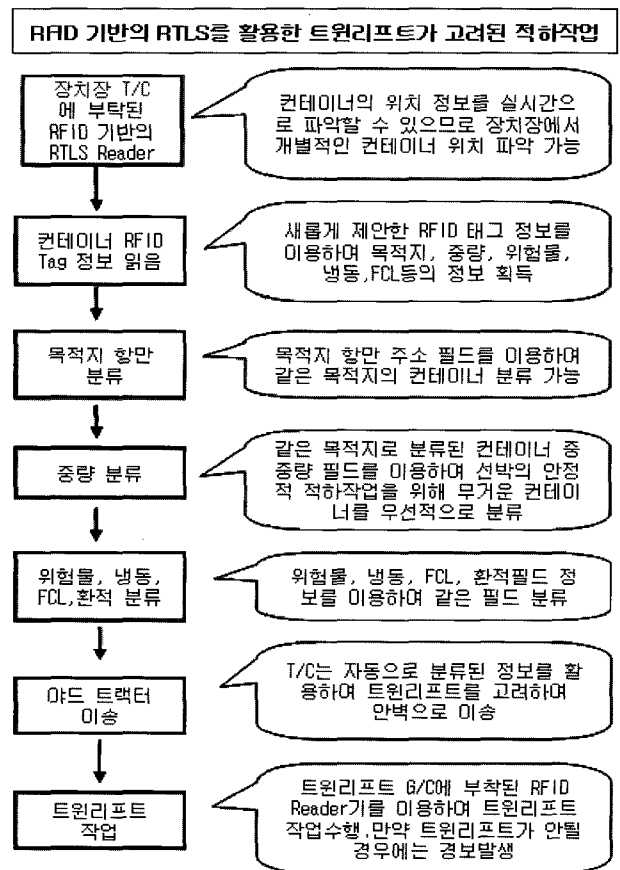 RFID 기반의 RTLS를 활용한 트윈리프트가 고려된 적하작업
장치장 T/C
에 부탁된
RFID 기반의
RTLS Reader
컨테이너의 위치 정보를 실시간으
로 파악할 수 있으므로 장치장에서
개별적인 컨테이너 위치 파악 가능
컨테이너 RFID
Tag 정보 읽음
새롭게 제안한 RFID 태그 정보를
이용하여 목적지, 중량, 위험물,
냉동,FCL등의 정보 획득
목적지 항만
분류
목적지 항만 주소 필드를 이용하여
같은 목적지의 컨테이너 분류 가능
중량 분류
같은 목적지로 분류된 컨테이너 중
중량 필드를 이용하여 선박의 안정
적 적하작업을 위해 무거운 컨테이
너를 우선적으로 분류
위험물, 냉동,
FCL,환적 분류
위험물, 냉동, FCL, 환적필드 정
보를 이용하여 같은 필드 분류
야드 트랙터
이송
T/C는 자동으로 분류된 정보를 활
용하여 트윈리프트를 고려하여
안벽으로 이송
트윈리프트
작업
트윈리프트 G/C에 부착된 RFID
Reader기를 이용하여 트윈리프트
작업수행.만약 트윈리프트가 안될
경우에는 경보발생